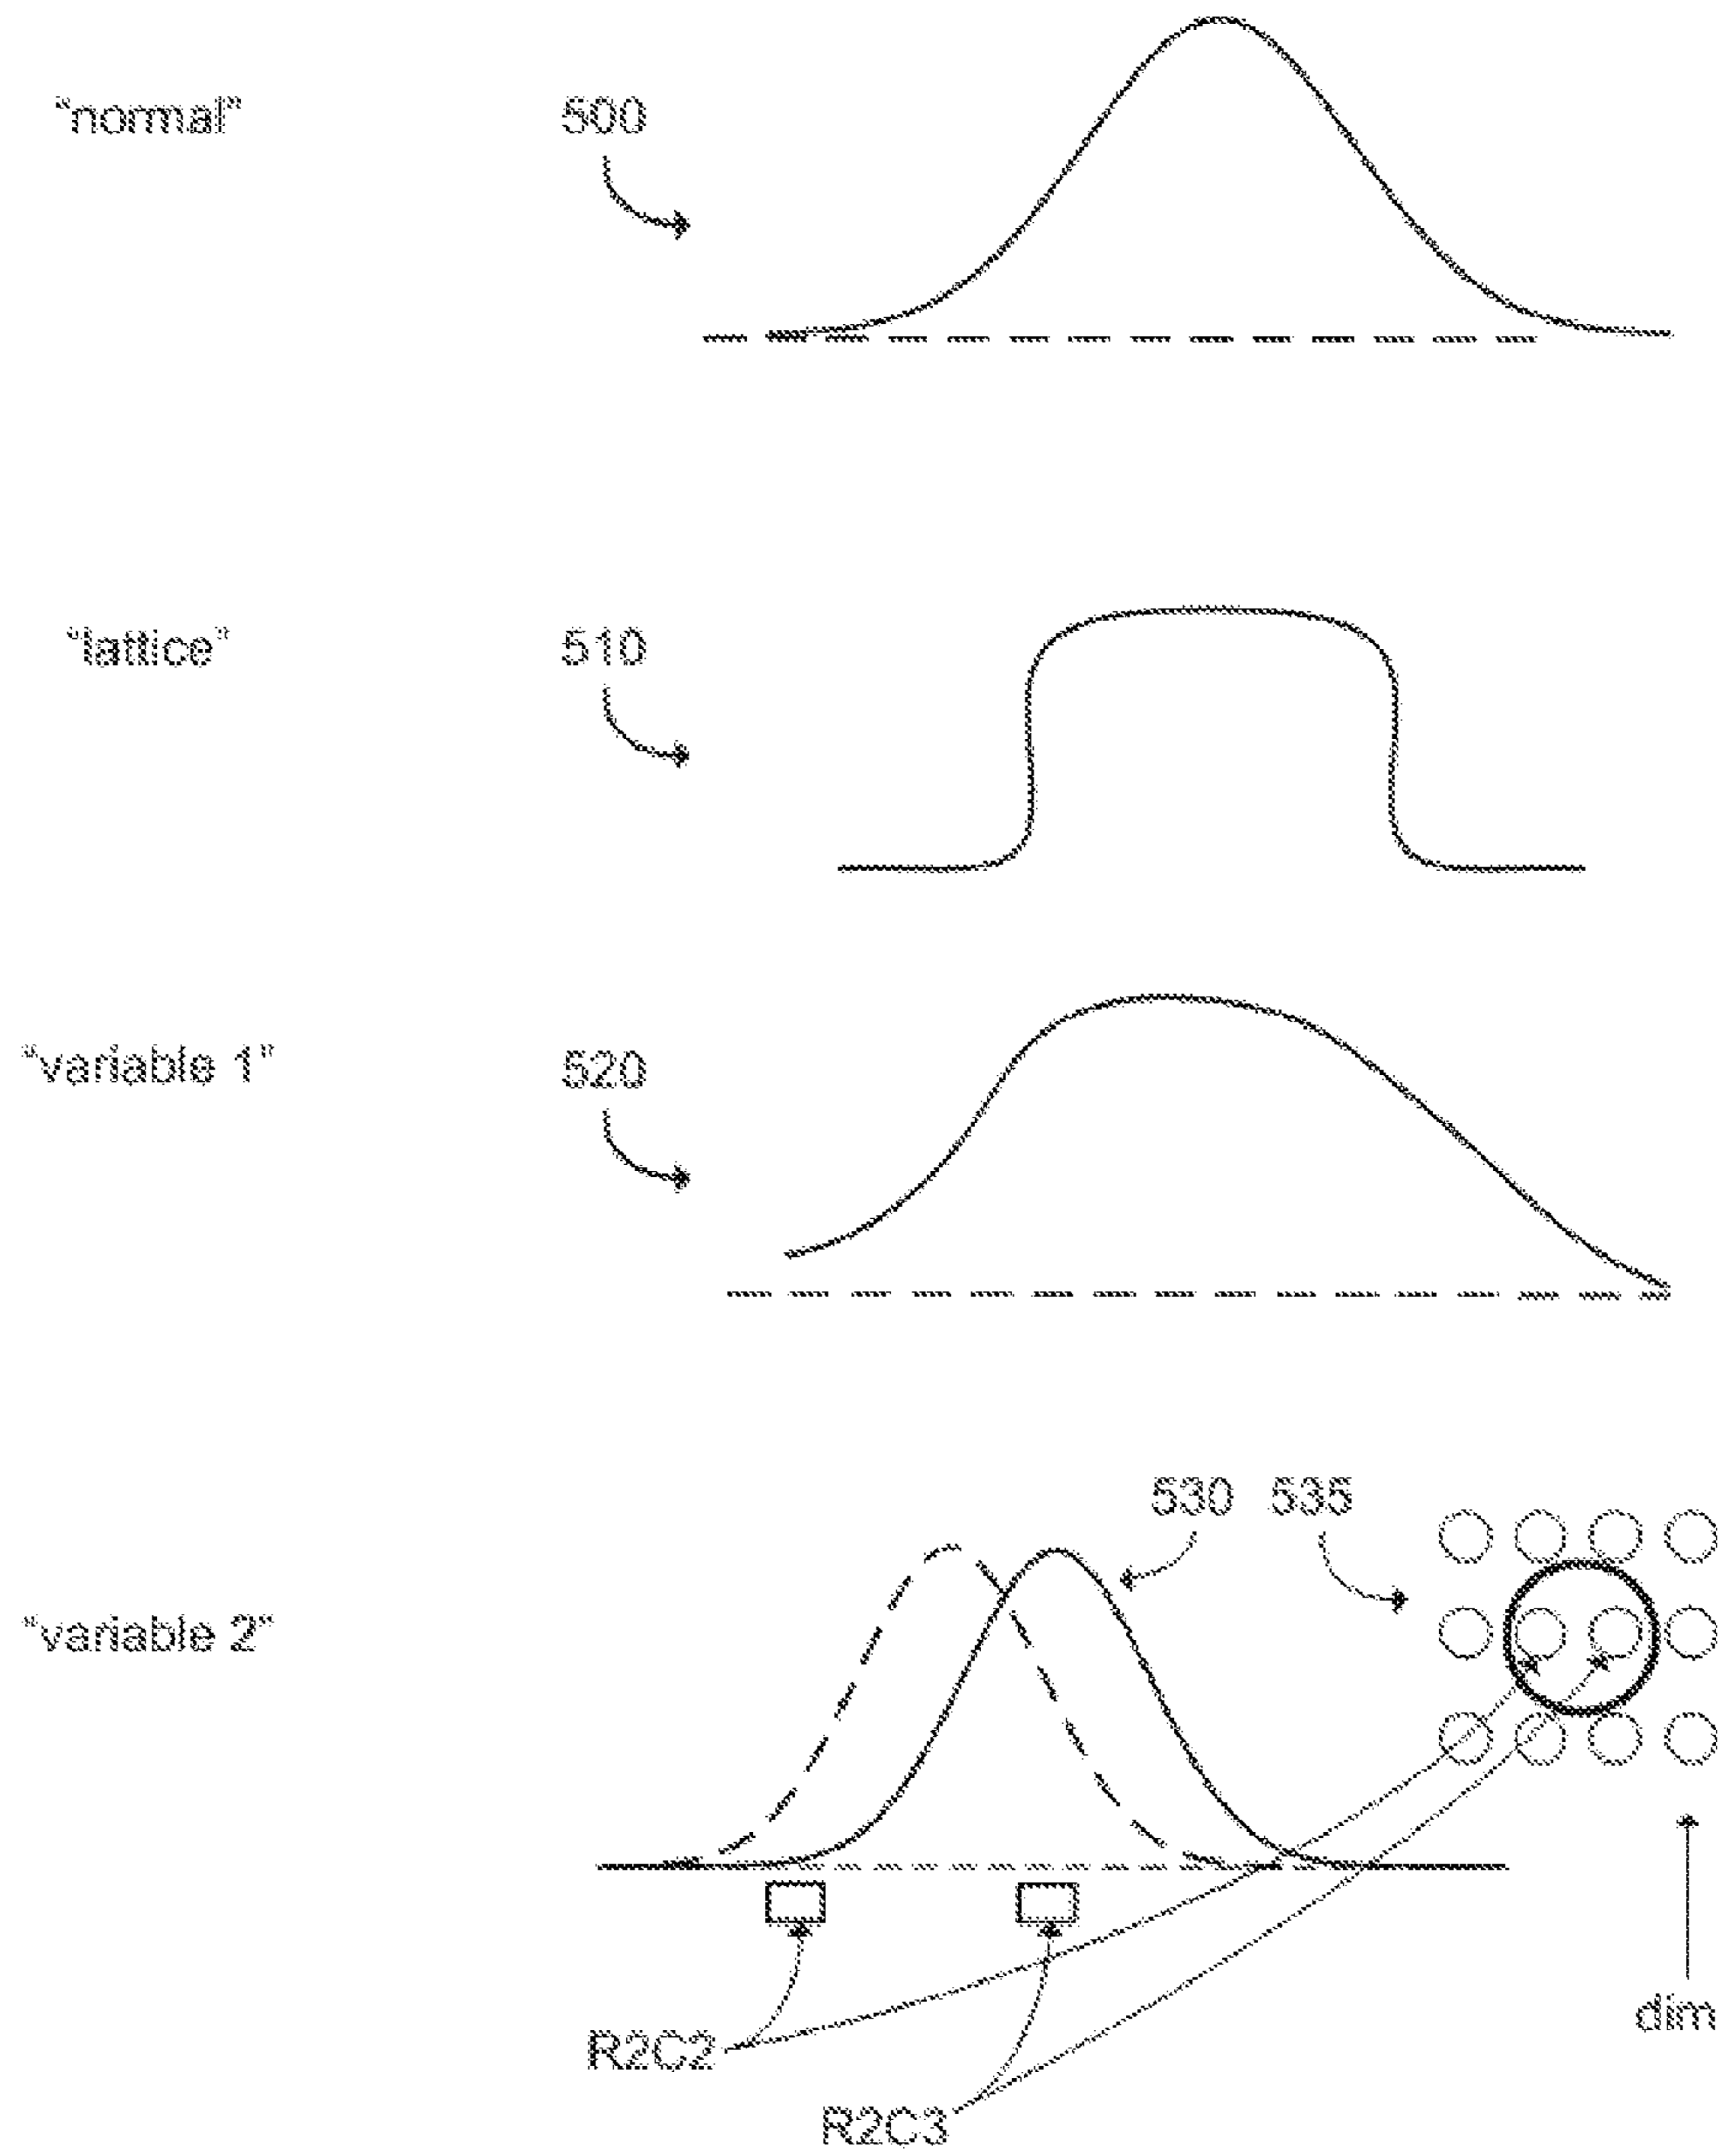 "normal" 500
"lattice" 510
"variable 1" 520
530 535
"variable 2"
dim
R2C2
R2C3